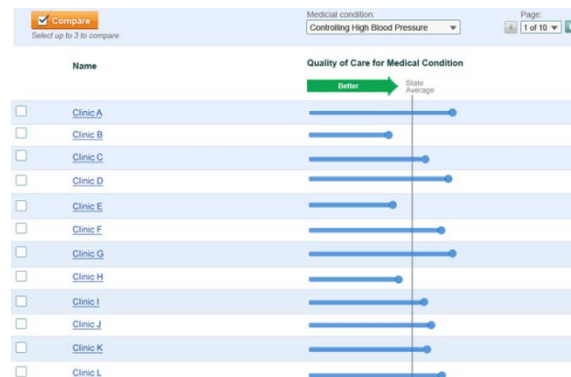 Compare
Select up to 3 to compare
Medicial condition:
Controlling High Blood Pressure
Page:
1 of 10
Name
Quality of Care for Medical Condition
Better
State
Average
Clinic A
Clinic B
Clinic C
Clinic D
Clinic E
Clinic F
Clinic G
Clinic H
Clinic I
Clinic J
Clinic K
Clinic L